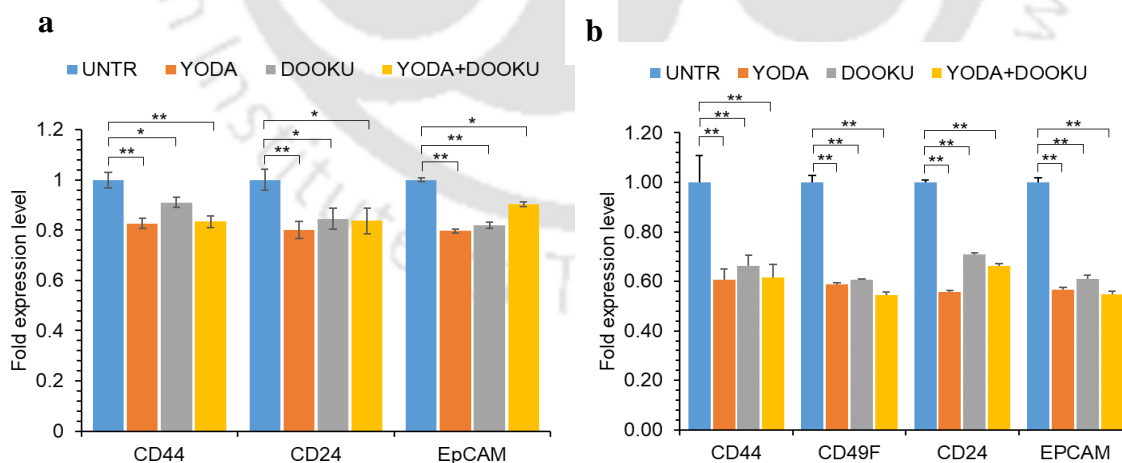 a
UNTR YODA DOOKU YODA+DOOKU
Fold expression level
1.2
1
0.8
0.6
0.4
0.2
0
** * **
** * *
** ** *
CD44 CD24 EpCAM
b
UNTR YODA DOOKU YODA+DOOKU
Fold expression level
1.20
1.00
0.80
0.60
0.40
0.20
0.00
** ** **
** ** **
** ** **
** ** **
CD44 CD49F CD24 EPCAM
Institute